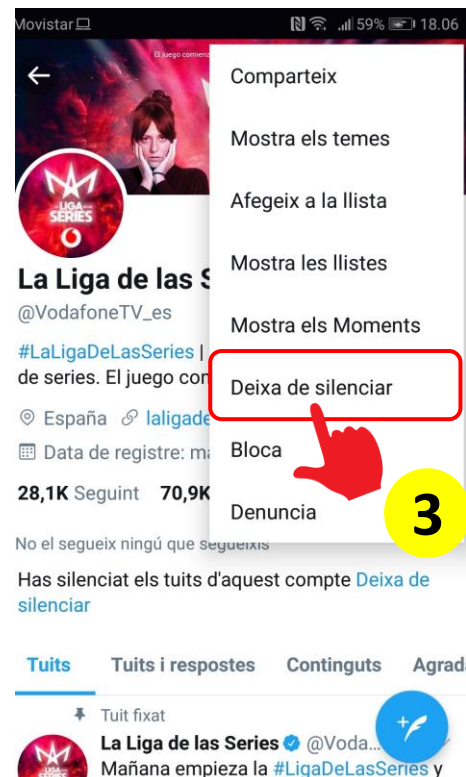 Movistar 59% 18.06
El juego comienz
Comparteix
Mostra els temes
Afegeix a la llista
Mostra les llistes
Mostra els Moments
Deixa de silenciar
Bloca
Denuncia
3
LIGA
SERIES
La Liga de las S
@VodafoneTV_es
#LaLigaDeLasSeries |
de series. El juego con
España laligade
Data de registre: ma
28,1K Seguint 70,9K
No el segueix ningú que segueixis
Has silenciat els tuits d'aquest compte Deixa de
silenciar
Tuits Tuits i respostes Continguts Agrada
Tuit fixat
La Liga de las Series @Voda...
Mañana empieza la #LigaDeLasSeries y